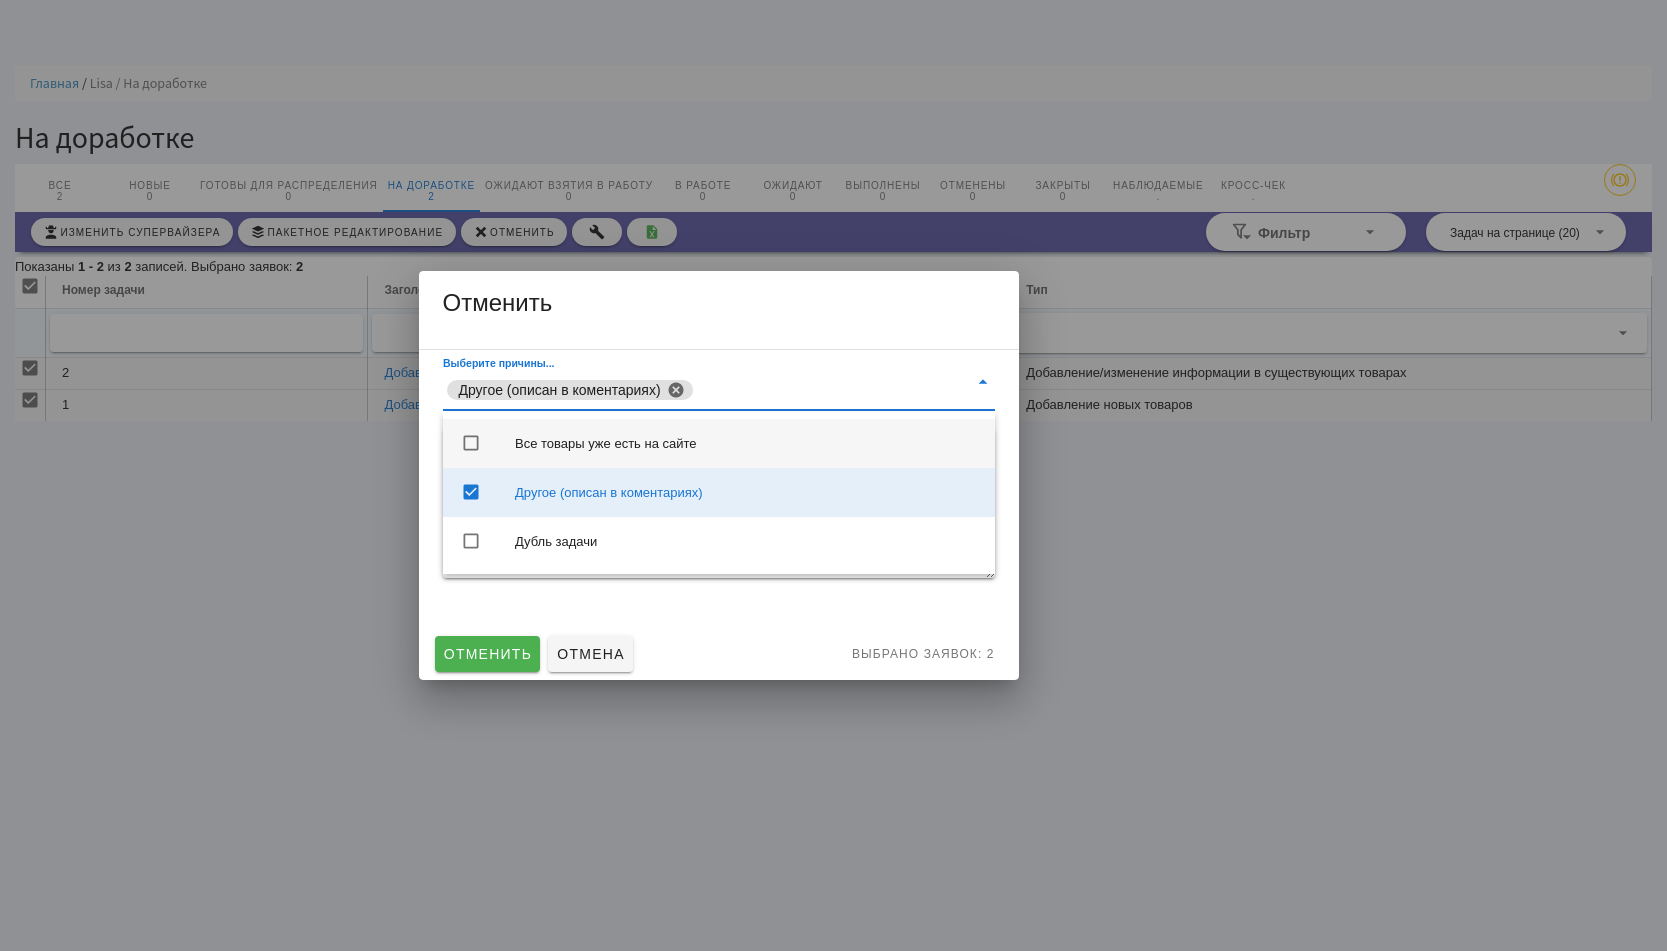 Главная / Lisa / На доработке
На доработке
ВСЕ НОВЫЕ ГОТОВЫ ДЛЯ РАСПРЕДЕЛЕНИЯ НА ДОРАБОТКЕ ОЖИДАЮТ ВЗЯТИЯ В РАБОТУ В РАБОТЕ ОЖИДАЮТ ВЫПОЛНЕНЫ ОТМЕНЕНЫ ЗАКРЫТЫ НАБЛЮДАЕМЫЕ КРОСС-ЧЕК
2 0 0 2 0 0 0 0 0 0 . .
ИЗМЕНИТЬ СУПЕРВАЙЗЕРА ПАКЕТНОЕ РЕДАКТИРОВАНИЕ ОТМЕНИТЬ Фильтр Задач на странице (20)
Показаны 1 - 2 из 2 записей. Выбрано заявок: 2
Номер задачи Загол Тип
2 Добав Добавление/изменение информации в существующих товарах
1 Добав Добавление новых товаров
Отменить
Выберите причины...
Другое (описан в коментариях)
Все товары уже есть на сайте
Другое (описан в коментариях)
Дубль задачи
ОТМЕНИТЬ ОТМЕНА ВЫБРАНО ЗАЯВОК: 2